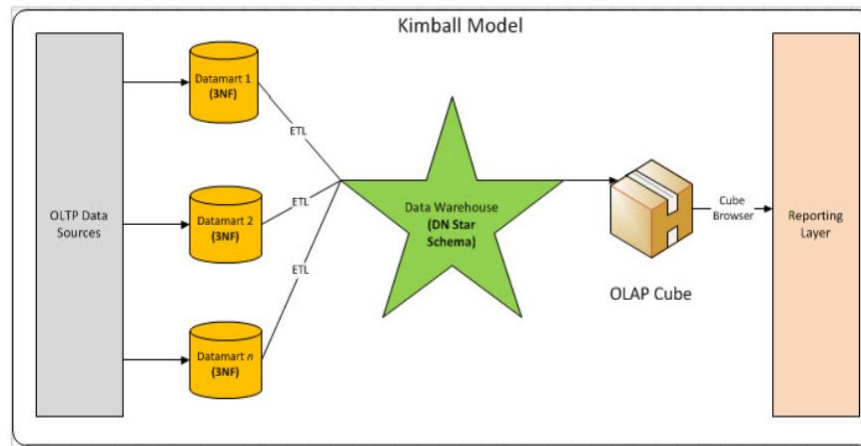 Kimball Model
OLTP Data
Sources
Datamart 1
(3NF)
ETL
Datamart 2
(3NF)
ETL
Datamart n
(3NF)
ETL
Data Warehouse
(DN Star
Schema)
OLAP Cube
Cube
Browser
Reporting
Layer